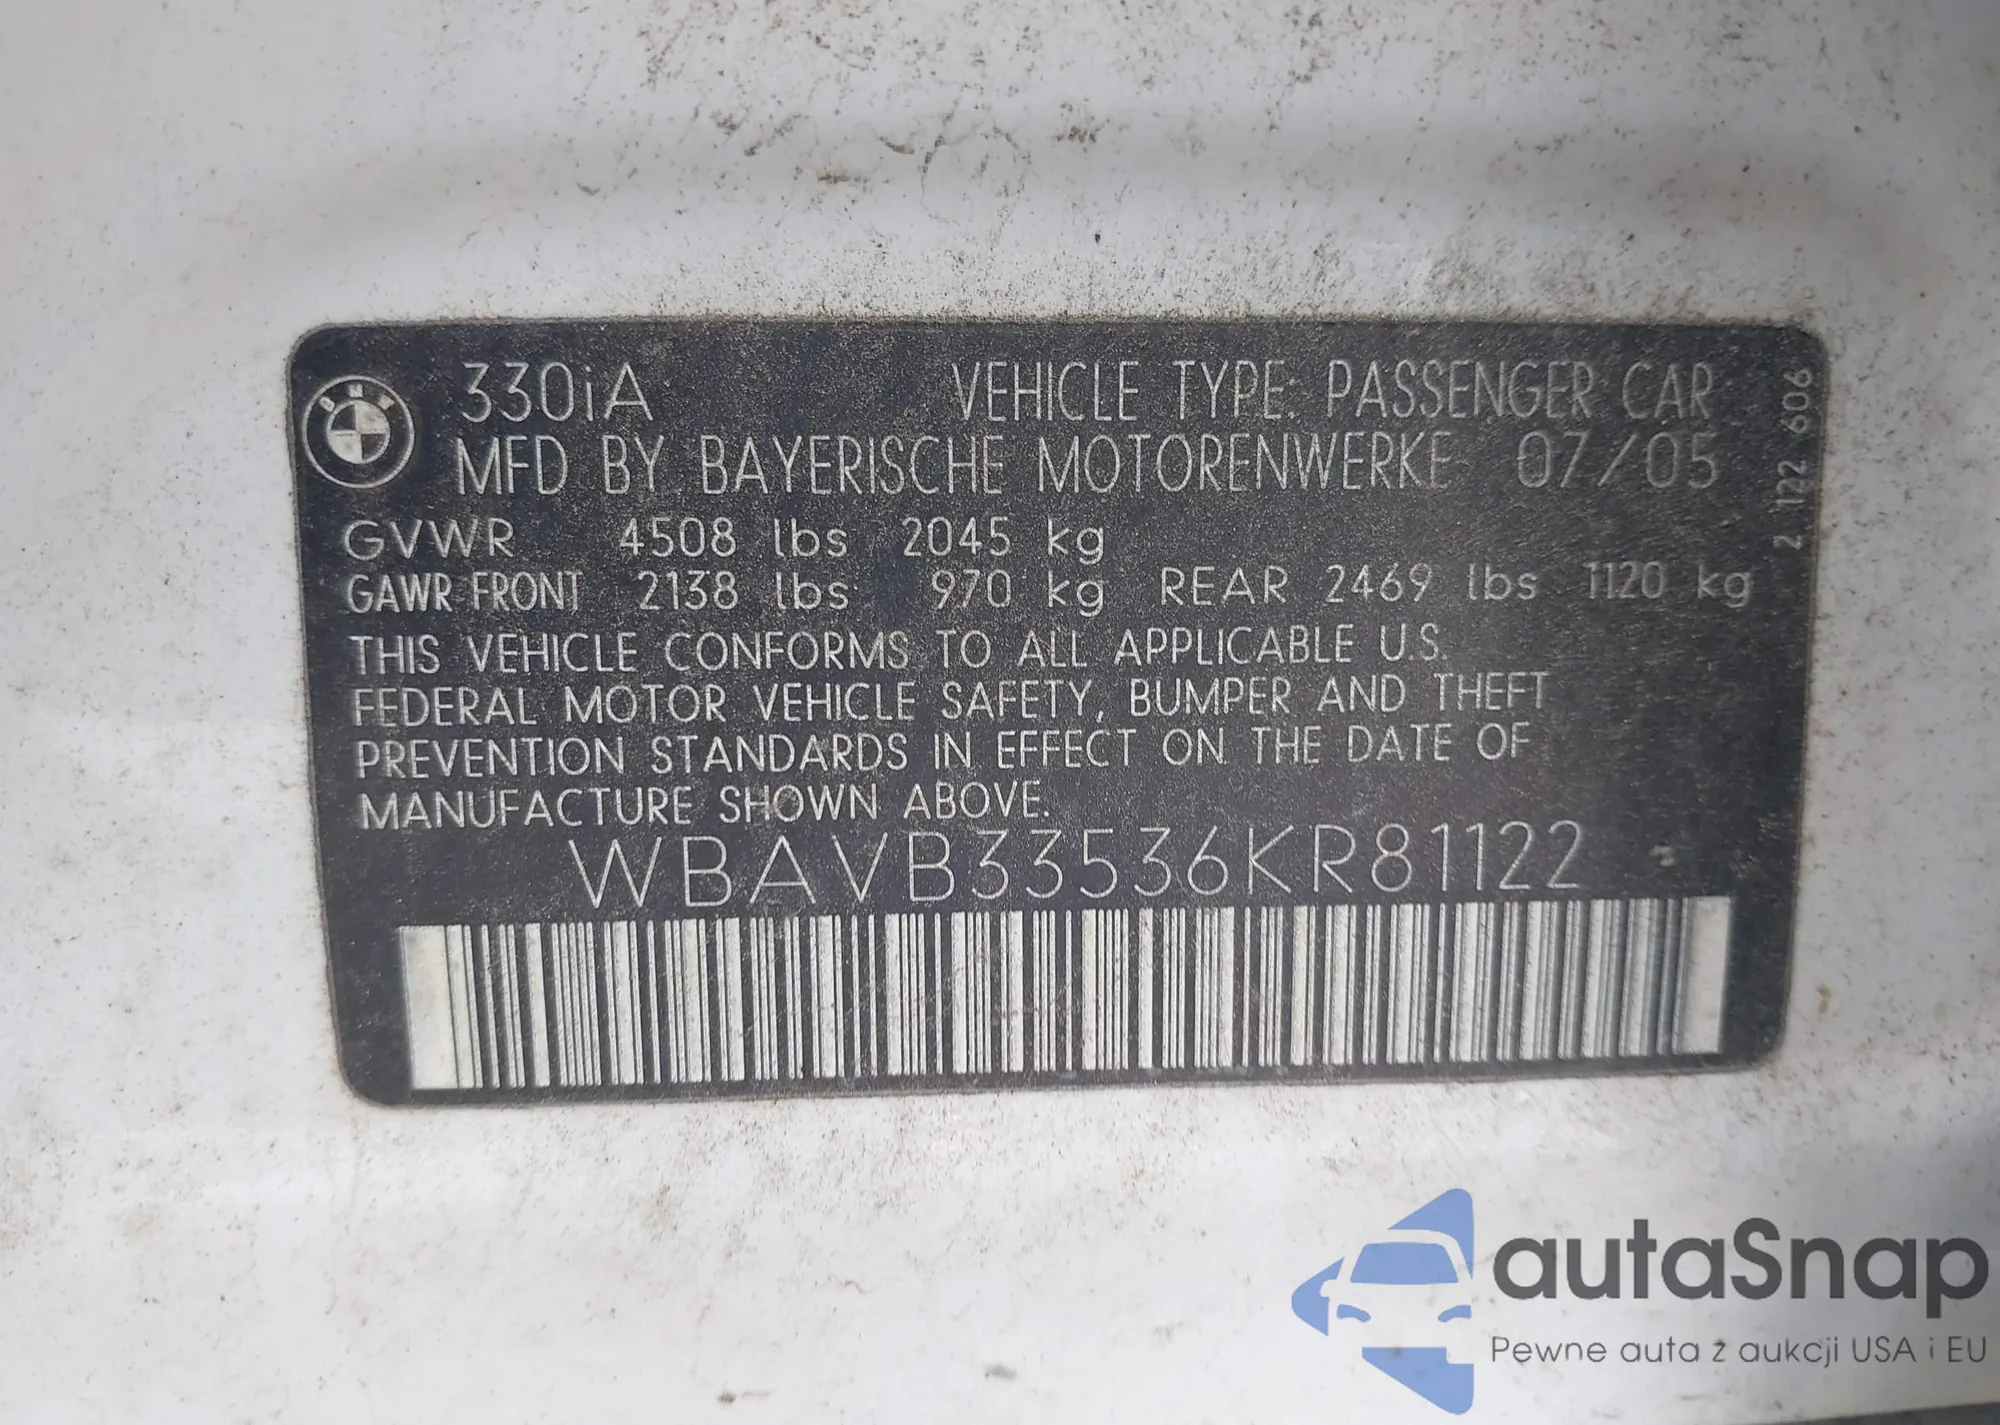 BMW
330iA VEHICLE TYPE: PASSENGER CAR
MFD BY BAYERISCHE MOTORENWERKE 07/05
GVWR 4508 lbs 2045 kg
GAWR FRONT 2138 lbs 970 kg REAR 2469 lbs 1120 kg
THIS VEHICLE CONFORMS TO ALL APPLICABLE U.S.
FEDERAL MOTOR VEHICLE SAFETY, BUMPER AND THEFT
PREVENTION STANDARDS IN EFFECT ON THE DATE OF
MANUFACTURE SHOWN ABOVE.
WBAVB33536KR81122
2 122 606
autaSnap
Pewne auta z aukcji USA i EU